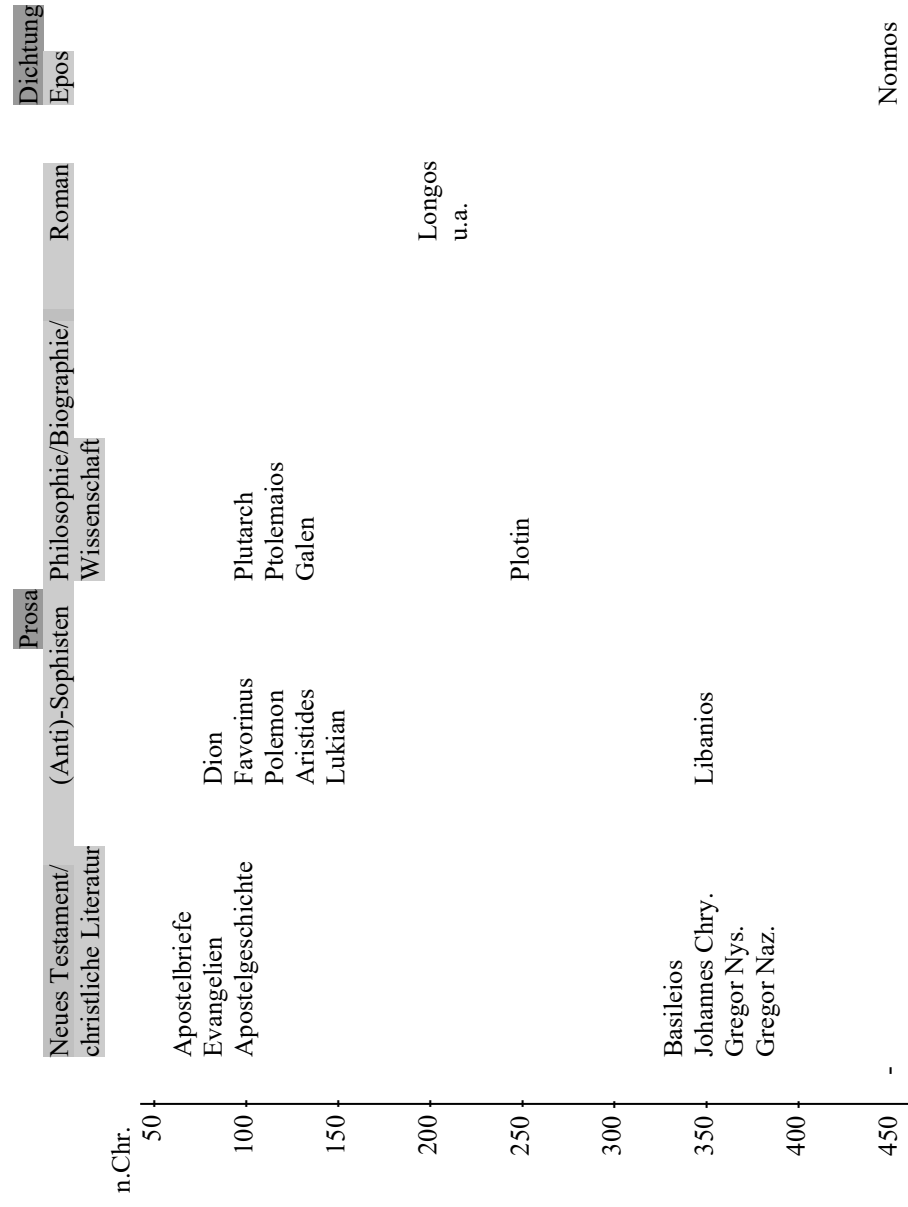 Prosa
Dichtung
Neues Testament/
christliche Literatur
(Anti)-Sophisten
Philosophie/Biographie/
Wissenschaft
Roman
Epos
n.Chr.
50
Apostelbriefe
Evangelien
Apostelgeschichte
Dion
Favorinus
Polemon
Aristides
Lukian
Plutarch
Ptolemaios
Galen
100
150
200
Longos
u.a.
250
Plotin
300
Basileios
Johannes Chry.
Gregor Nys.
Gregor Naz.
Libanios
350
400
450
-
Nonnos